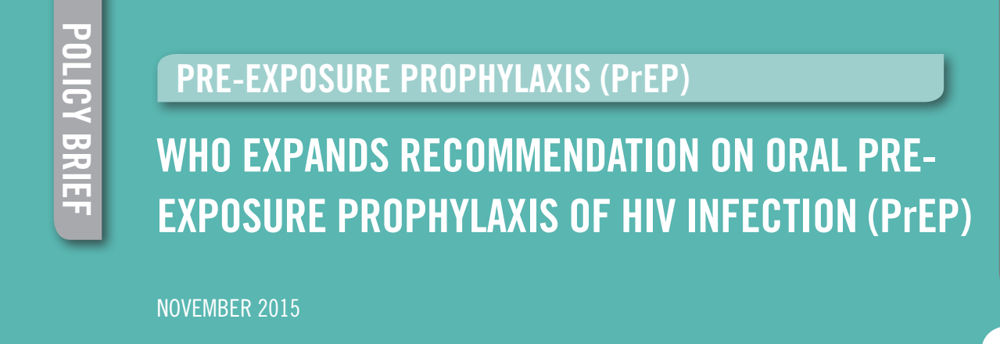 POLICY BRIEF
PRE-EXPOSURE PROPHYLAXIS (PrEP)
WHO EXPANDS RECOMMENDATION ON ORAL PRE-
EXPOSURE PROPHYLAXIS OF HIV INFECTION (PrEP)
NOVEMBER 2015